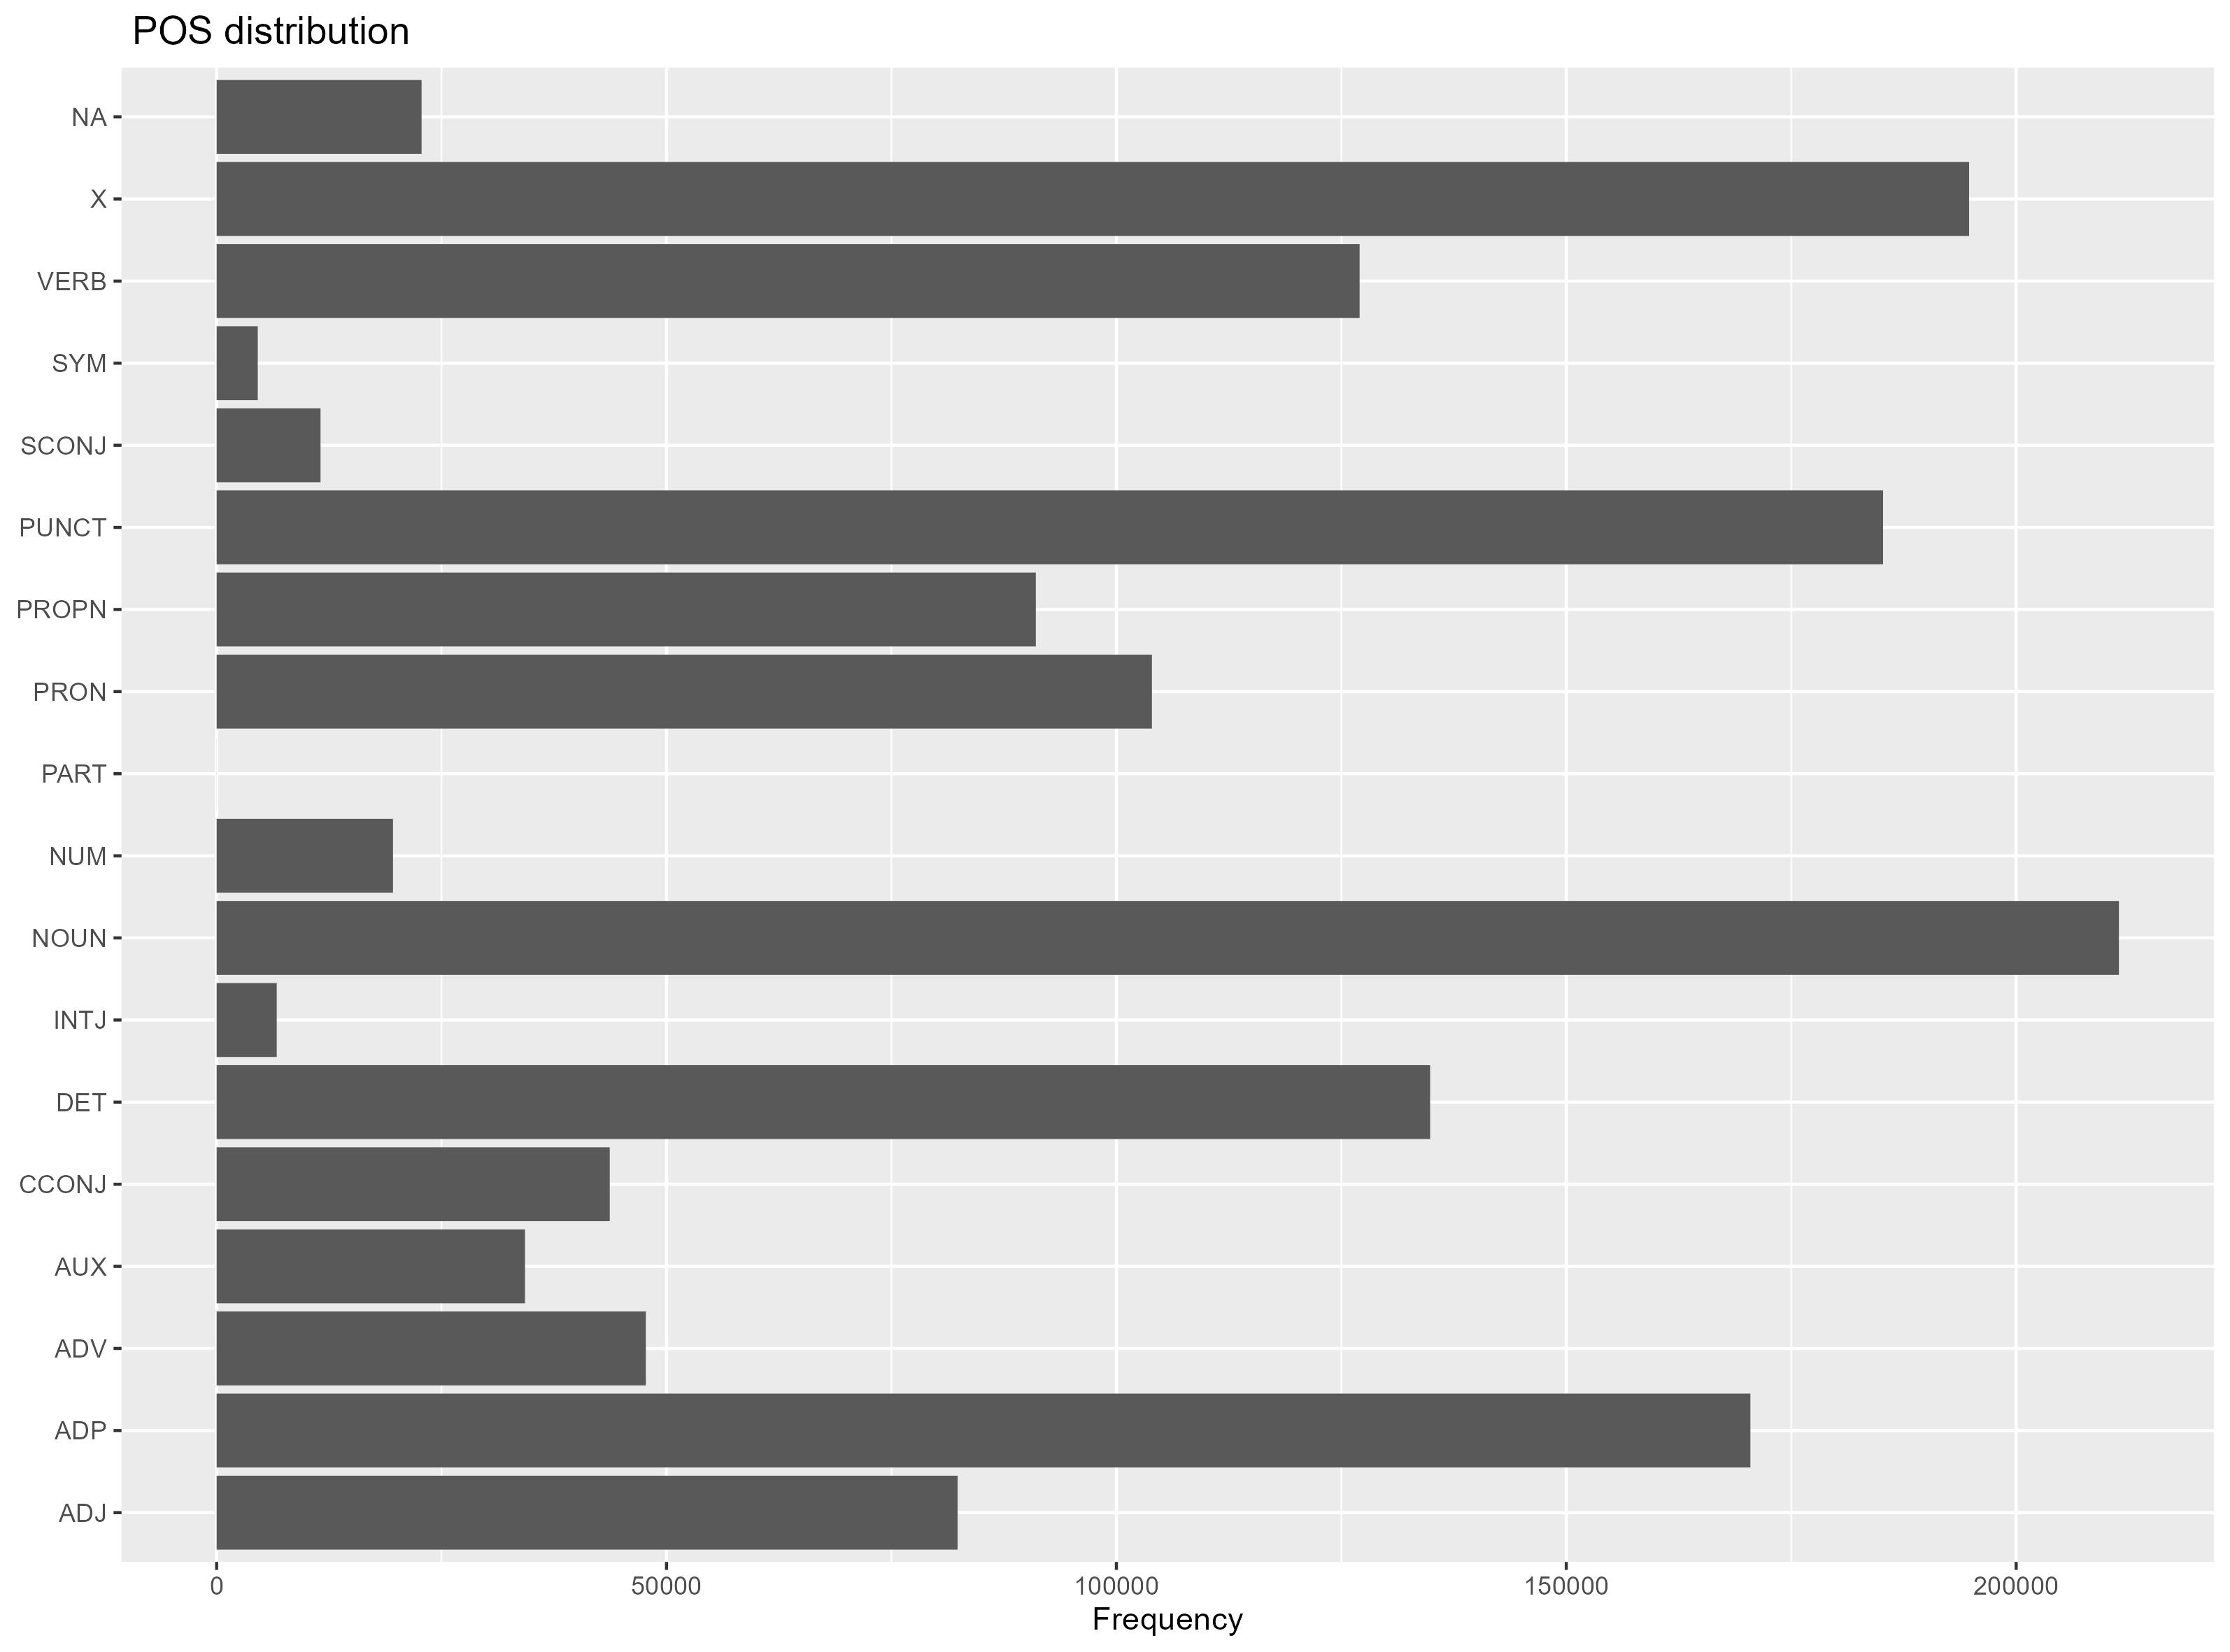 POS distribution
NA
X
VERB
SYM
SCONJ
PUNCT
PROPN
PRON
PART
NUM
NOUN
INTJ
DET
CCONJ
AUX
ADV
ADP
ADJ
0 50000 100000 150000 200000
Frequency